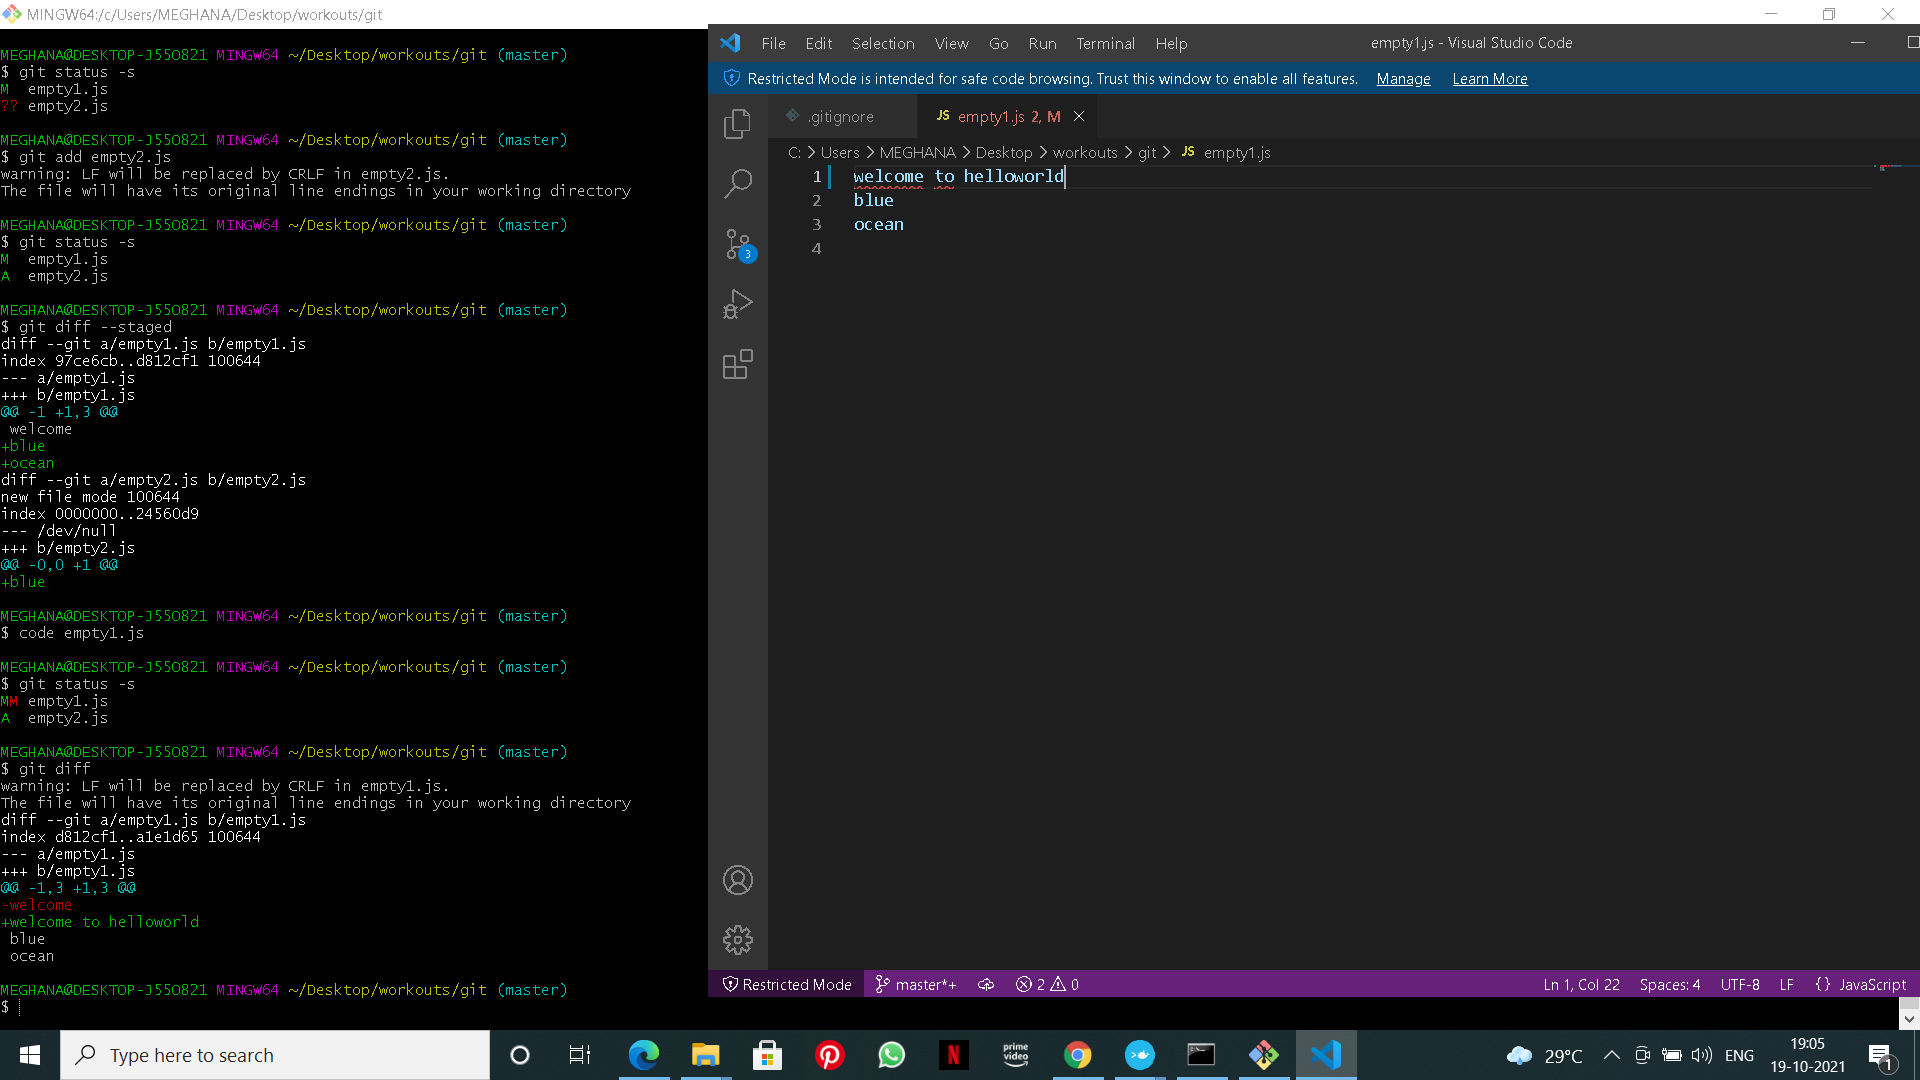 MINGW64:/c/Users/MEGHANA/Desktop/workouts/git
MEGHANA@DESKTOP-J550821 MINGW64 ~/Desktop/workouts/git (master)
$ git status -s
M  empty1.js
?? empty2.js
MEGHANA@DESKTOP-J550821 MINGW64 ~/Desktop/workouts/git (master)
$ git add empty2.js
warning: LF will be replaced by CRLF in empty2.js.
The file will have its original line endings in your working directory
MEGHANA@DESKTOP-J550821 MINGW64 ~/Desktop/workouts/git (master)
$ git status -s
M  empty1.js
A  empty2.js
MEGHANA@DESKTOP-J550821 MINGW64 ~/Desktop/workouts/git (master)
$ git diff --staged
diff --git a/empty1.js b/empty1.js
index 97ce6cb..d812cf1 100644
--- a/empty1.js
+++ b/empty1.js
@@ -1 +1,3 @@
 welcome
+blue
+ocean
diff --git a/empty2.js b/empty2.js
new file mode 100644
index 0000000..24560d9
--- /dev/null
+++ b/empty2.js
@@ -0,0 +1 @@
+blue
MEGHANA@DESKTOP-J550821 MINGW64 ~/Desktop/workouts/git (master)
$ code empty1.js
MEGHANA@DESKTOP-J550821 MINGW64 ~/Desktop/workouts/git (master)
$ git status -s
MM empty1.js
A  empty2.js
MEGHANA@DESKTOP-J550821 MINGW64 ~/Desktop/workouts/git (master)
$ git diff
warning: LF will be replaced by CRLF in empty1.js.
The file will have its original line endings in your working directory
diff --git a/empty1.js b/empty1.js
index d812cf1..a1e1d65 100644
--- a/empty1.js
+++ b/empty1.js
@@ -1,3 +1,3 @@
-welcome
+welcome to helloworld
 blue
 ocean
MEGHANA@DESKTOP-J550821 MINGW64 ~/Desktop/workouts/git (master)
$
File Edit Selection View Go Run Terminal Help empty1.js - Visual Studio Code
Restricted Mode is intended for safe code browsing. Trust this window to enable all features. Manage Learn More
.gitignore JS empty1.js 2, M
C: > Users > MEGHANA > Desktop > workouts > git > JS empty1.js
1 welcome to helloworld
2 blue
3 ocean
4
3
Restricted Mode master*+ 2 0 Ln 1, Col 22 Spaces: 4 UTF-8 LF {} JavaScript
Type here to search
N
prime video
29°C ENG
19:05
19-10-2021
1